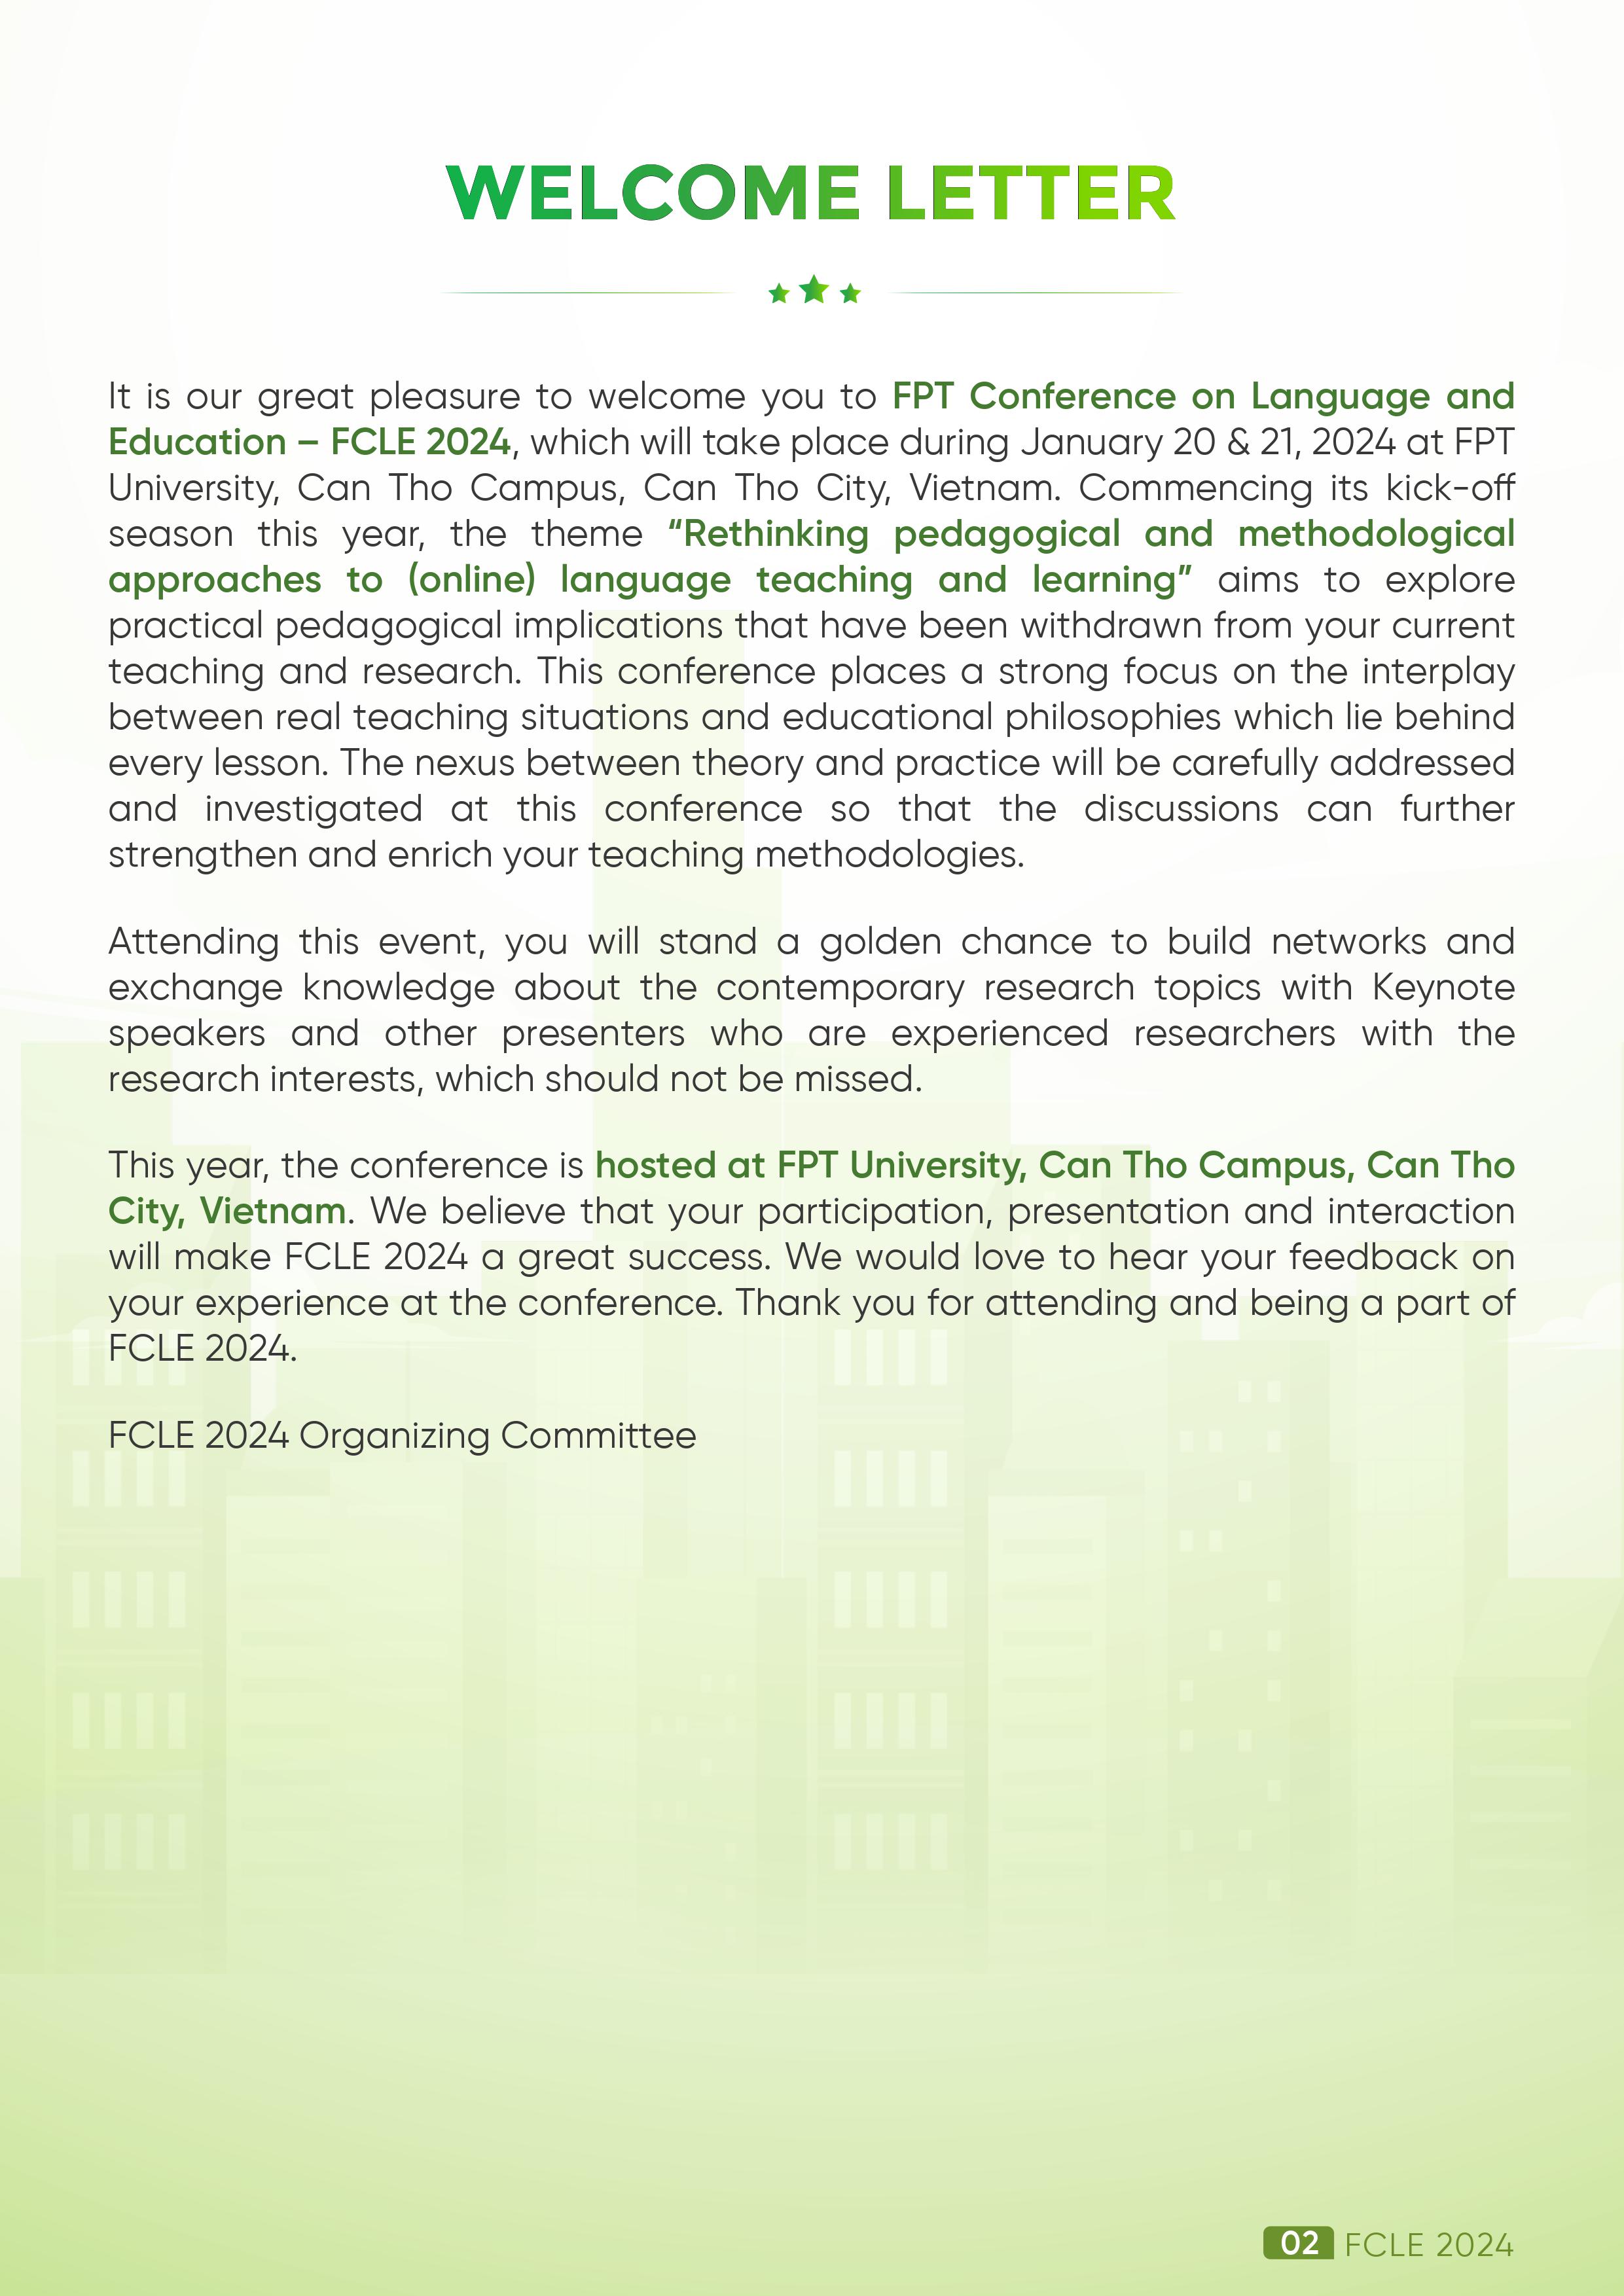 WELCOME LETTER
It is our great pleasure to welcome you to FPT Conference on Language and
Education – FCLE 2024, which will take place during January 20 & 21, 2024 at FPT
University, Can Tho Campus, Can Tho City, Vietnam. Commencing its kick-off
season this year, the theme “Rethinking pedagogical and methodological
approaches to (online) language teaching and learning” aims to explore
practical pedagogical implications that have been withdrawn from your current
teaching and research. This conference places a strong focus on the interplay
between real teaching situations and educational philosophies which lie behind
every lesson. The nexus between theory and practice will be carefully addressed
and investigated at this conference so that the discussions can further
strengthen and enrich your teaching methodologies.
Attending this event, you will stand a golden chance to build networks and
exchange knowledge about the contemporary research topics with Keynote
speakers and other presenters who are experienced researchers with the
research interests, which should not be missed.
This year, the conference is hosted at FPT University, Can Tho Campus, Can Tho
City, Vietnam. We believe that your participation, presentation and interaction
will make FCLE 2024 a great success. We would love to hear your feedback on
your experience at the conference. Thank you for attending and being a part of
FCLE 2024.
FCLE 2024 Organizing Committee
02 FCLE 2024